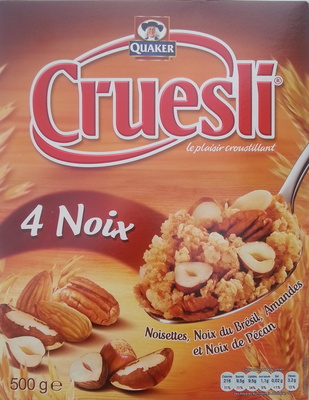 QUAKER
Cruesli®
le plaisir croustillant
4 Noix
Noisettes, Noix du Brésil, Amandes
et Noix de Pécan
500 g e